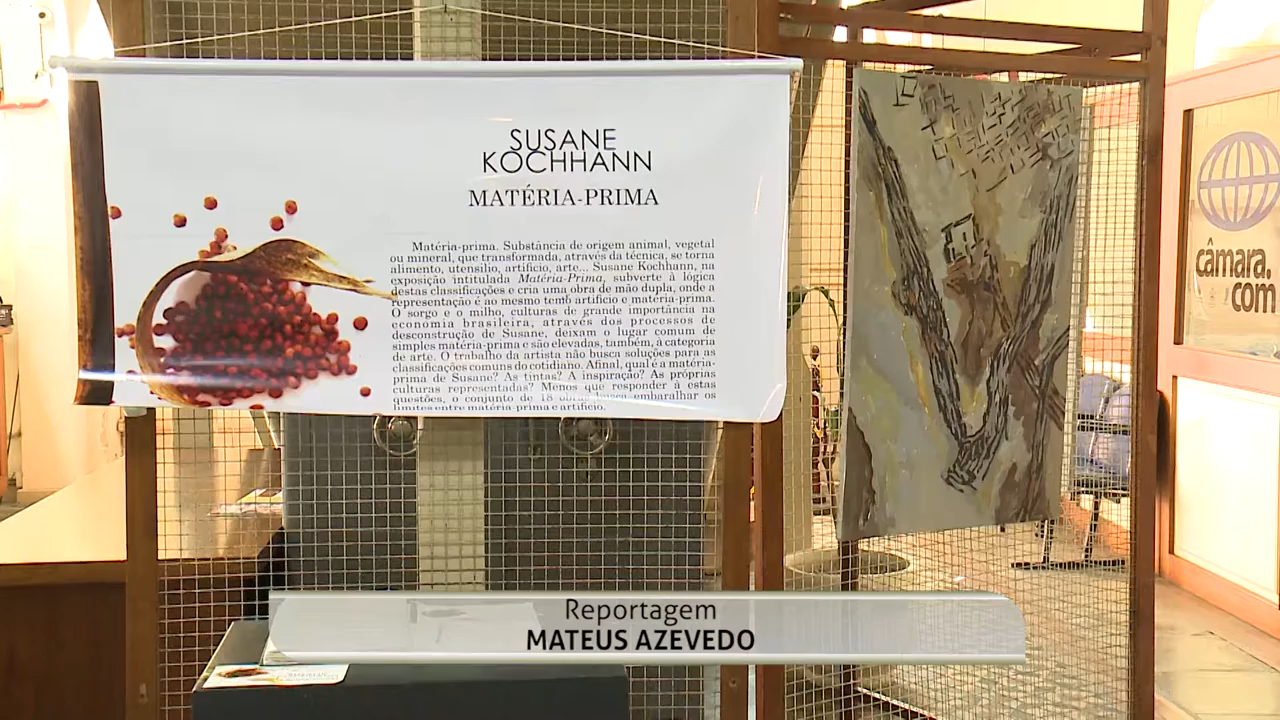 SUSANE
KOCHHANN
MATÉRIA-PRIMA
Matéria-prima. Substância de origem animal, vegetal
ou mineral, que transformada, através da técnica, se torna
alimento, utensílio, artifício, arte... Susane Kochhann, na
exposição intitulada Matéria-Prima, subverte à lógica
destas classificações e cria uma obra de mão dupla, onde a
representação é ao mesmo tempo artifício e matéria-prima.
O sorgo e o milho, culturas de grande importância na
economia brasileira, através dos processos de
desconstrução de Susane, deixam o lugar comum de
simples matéria-prima e são elevadas, também, à categoria
de arte. O trabalho da artista não busca soluções para as
classificações comuns do cotidiano. Afinal, qual é a matéria-
prima de Susane? As tintas? A inspiração? As próprias
culturas representadas? Menos que responder à estas
questões, o conjunto de 18 obras busca embaralhar os
limites entre matéria-prima e artifício.
câmara.
com
Reportagem
MATEUS AZEVEDO